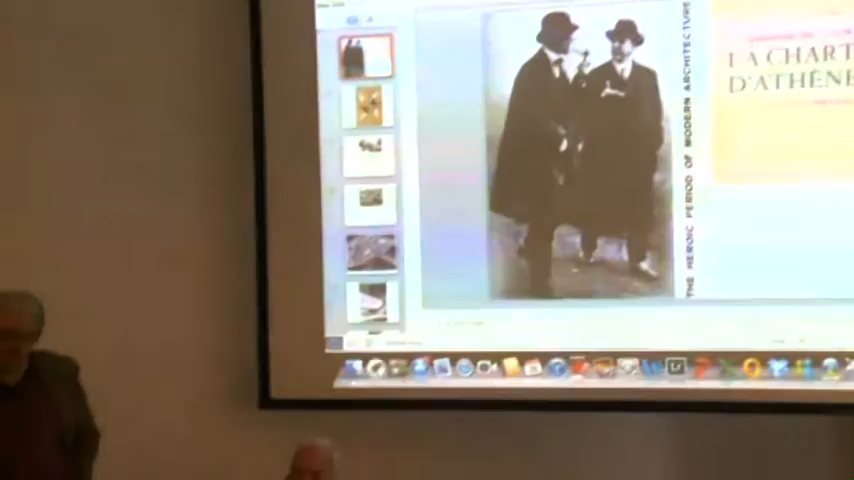 THE HEROIC PERIOD OF MODERN ARCHITECTURE
LA CHART
D'ATHÈNE